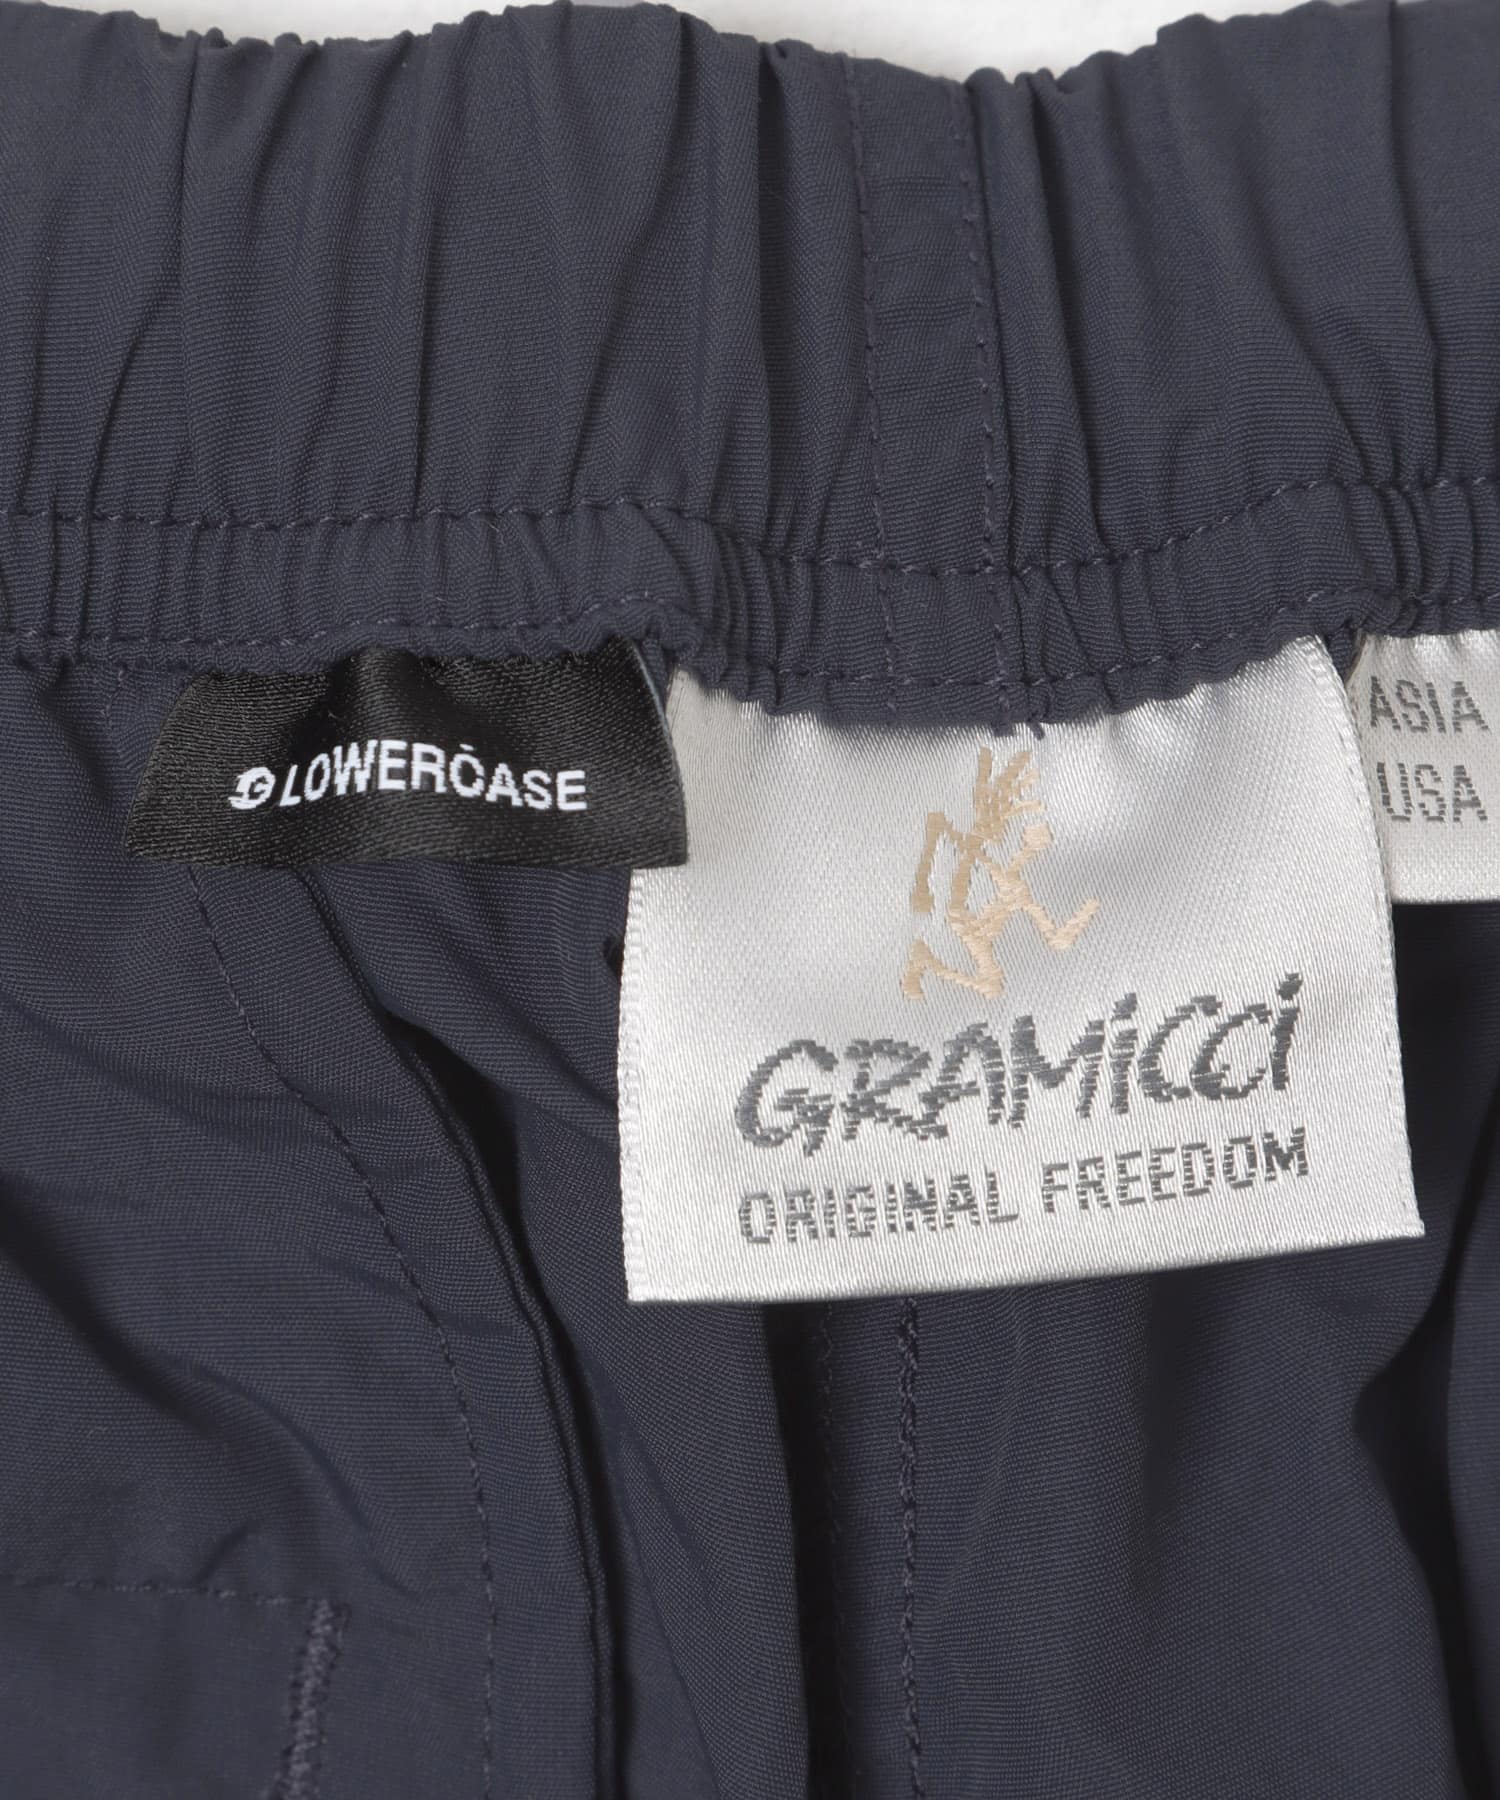 LOWERCASE
GRAMiCCi
ORIGINAL FREEDOM
ASIA
USA